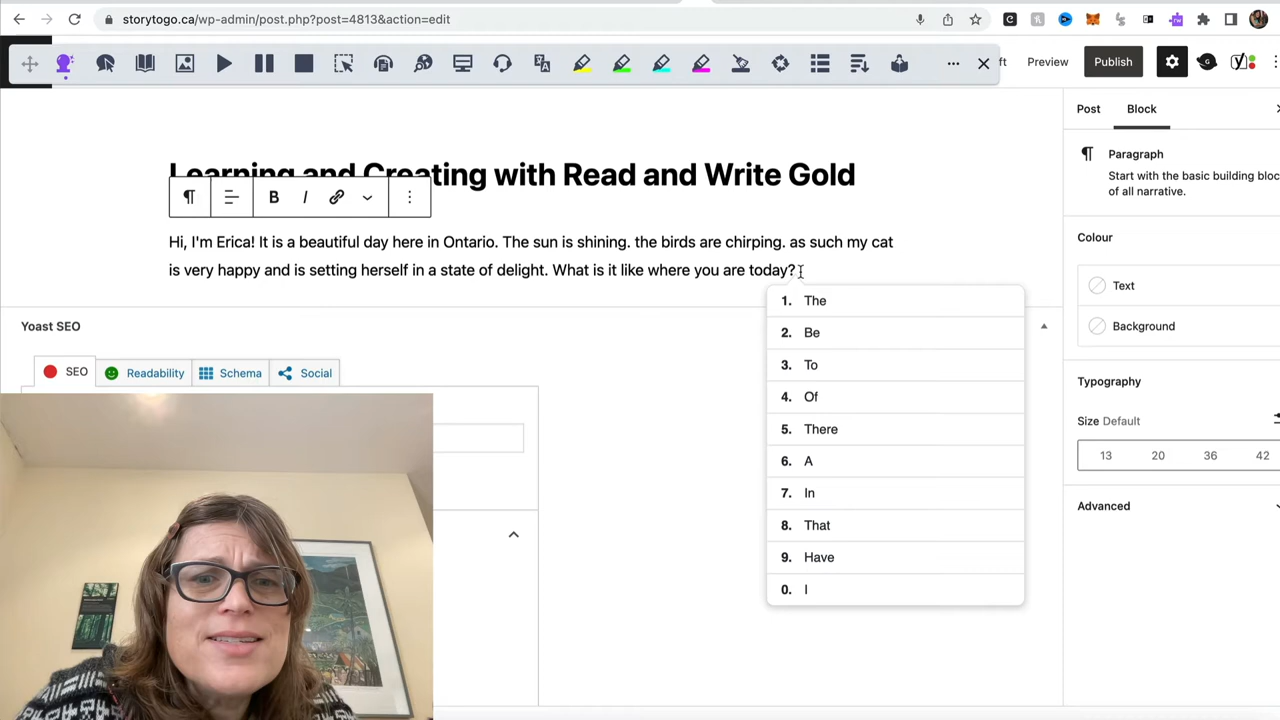 storytogo.ca/wp-admin/post.php?post=4813&action=edit
ft Preview Publish
Learning and Creating with Read and Write Gold
B I
Hi, I'm Erica! It is a beautiful day here in Ontario. The sun is shining. the birds are chirping. as such my cat
is very happy and is setting herself in a state of delight. What is it like where you are today?
1. The
2. Be
3. To
4. Of
5. There
6. A
7. In
8. That
9. Have
0. I
Yoast SEO
SEO Readability Schema Social
Post Block
Paragraph
Start with the basic building bloc
of all narrative.
Colour
Text
Background
Typography
Size Default
13 20 36 42
Advanced